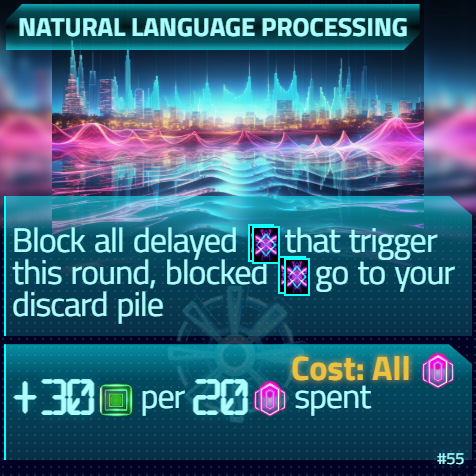 NATURAL LANGUAGE PROCESSING
Block all delayed that trigger
this round, blocked go to your
discard pile
Cost: All
+30 per 20 spent
#55